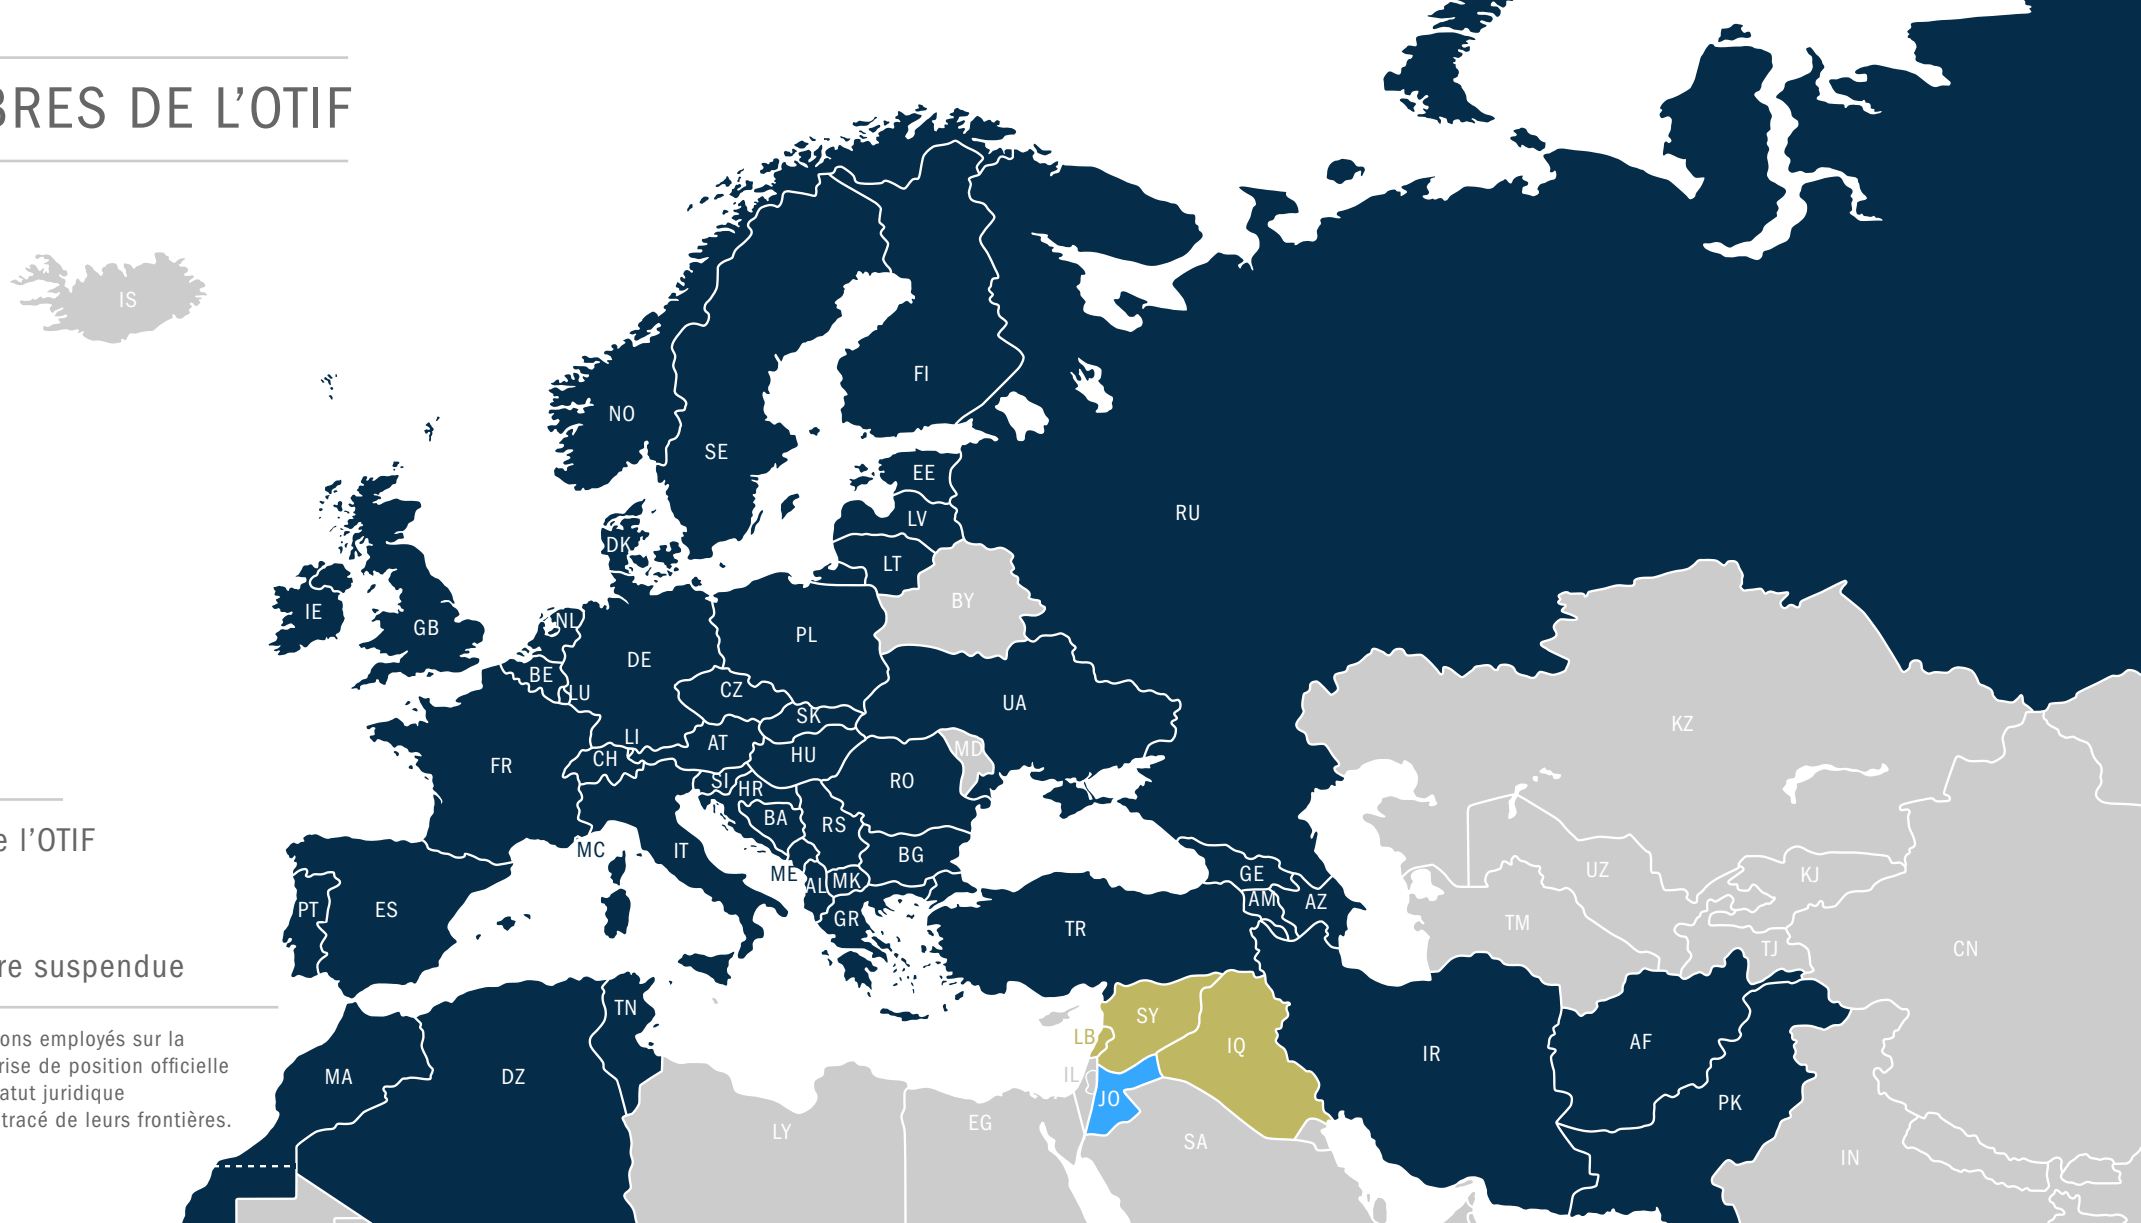 BRES DE L'OTIF
IS
FI
NO
SE
EE
RU
LV
DK
LT
BY
IE
NL
GB
PL
DE
BE
CZ
LU
UA
SK
KZ
LI
AT
MD
HU
CH
FR
SI
RO
HR
BA
RS
e l'OTIF
MC
IT
BG
UZ
ME
GE
KJ
AL
MK
AM
AZ
PT
ES
GR
TM
TR
TJ
CN
re suspendue
TN
SY
LB
ons employés sur la
AF
IQ
IR
rise de position officielle
MA
DZ
IL
atut juridique
JO
PK
tracé de leurs frontières.
EG
LY
SA
IN